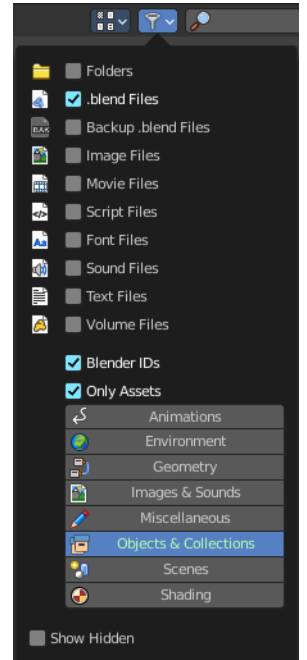 Folders
.blend Files
BAK
Backup .blend Files
Image Files
Movie Files
</>
Script Files
Aa
Font Files
Sound Files
Text Files
Volume Files
Blender IDs
Only Assets
Animations
Environment
Geometry
Images & Sounds
Miscellaneous
Objects & Collections
Scenes
Shading
Show Hidden